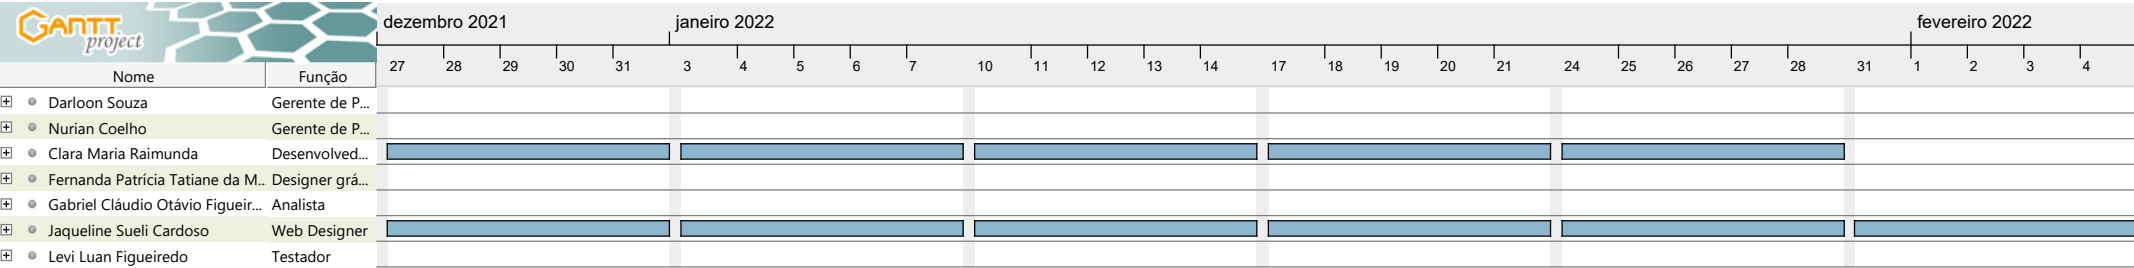 GANTT project
dezembro 2021 janeiro 2022 fevereiro 2022
27 28 29 30 31 3 4 5 6 7 10 11 12 13 14 17 18 19 20 21 24 25 26 27 28 31 1 2 3 4
Nome Função
Darloon Souza Gerente de P...
Nurian Coelho Gerente de P...
Clara Maria Raimunda Desenvolved...
Fernanda Patrícia Tatiane da M... Designer grá...
Gabriel Cláudio Otávio Figueir... Analista
Jaqueline Sueli Cardoso Web Designer
Levi Luan Figueiredo Testador